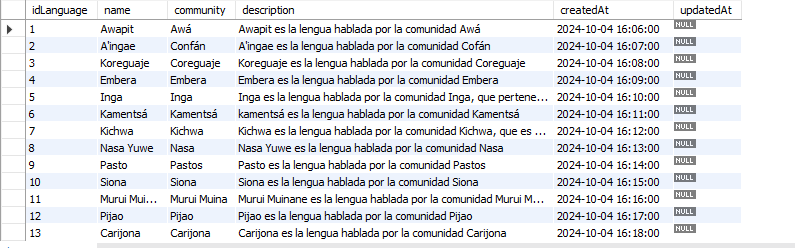 idLanguage name community description createdAt updatedAt
1 Awapit Awá Awapit es la lengua hablada por la comunidad Awá 2024-10-04 16:06:00 NULL
2 A'ingae Confán A'ingae es la lengua hablada por la comunidad Cofán 2024-10-04 16:07:00 NULL
3 Koreguaje Coreguaje Koreguaje es la lengua hablada por la comunidad Coreguaje 2024-10-04 16:08:00 NULL
4 Embera Embera Embera es la lengua hablada por la comunidad Embera 2024-10-04 16:09:00 NULL
5 Inga Inga Inga es la lengua hablada por la comunidad Inga, que pertene... 2024-10-04 16:10:00 NULL
6 Kamentsá Kamentsá kamentsá es la lengua hablada por la comunidad Kamentsá 2024-10-04 16:11:00 NULL
7 Kichwa Kichwa Kichwa es la lengua hablada por la comunidad Kichwa, que es ... 2024-10-04 16:12:00 NULL
8 Nasa Yuwe Nasa Nasa Yuwe es la lengua hablada por la comunidad Nasa 2024-10-04 16:13:00 NULL
9 Pasto Pastos Pasto es la lengua hablada por la comunidad Pastos 2024-10-04 16:14:00 NULL
10 Siona Siona Siona es la lengua hablada por la comunidad Siona 2024-10-04 16:15:00 NULL
11 Murui Mui... Murui Muina Murui Muinane es la lengua hablada por la comunidad Murui M... 2024-10-04 16:16:00 NULL
12 Pijao Pijao Pijao es la lengua hablada por la comunidad Pijao 2024-10-04 16:17:00 NULL
13 Carijona Carijona Carijona es la lengua hablada por la comunidad Carijona 2024-10-04 16:18:00 NULL